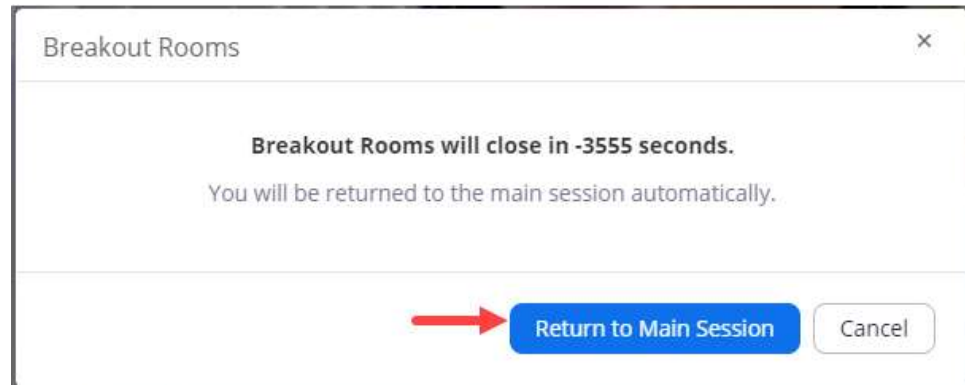 Breakout Rooms
Breakout Rooms will close in -3555 seconds.
You will be returned to the main session automatically.
Return to Main Session
Cancel